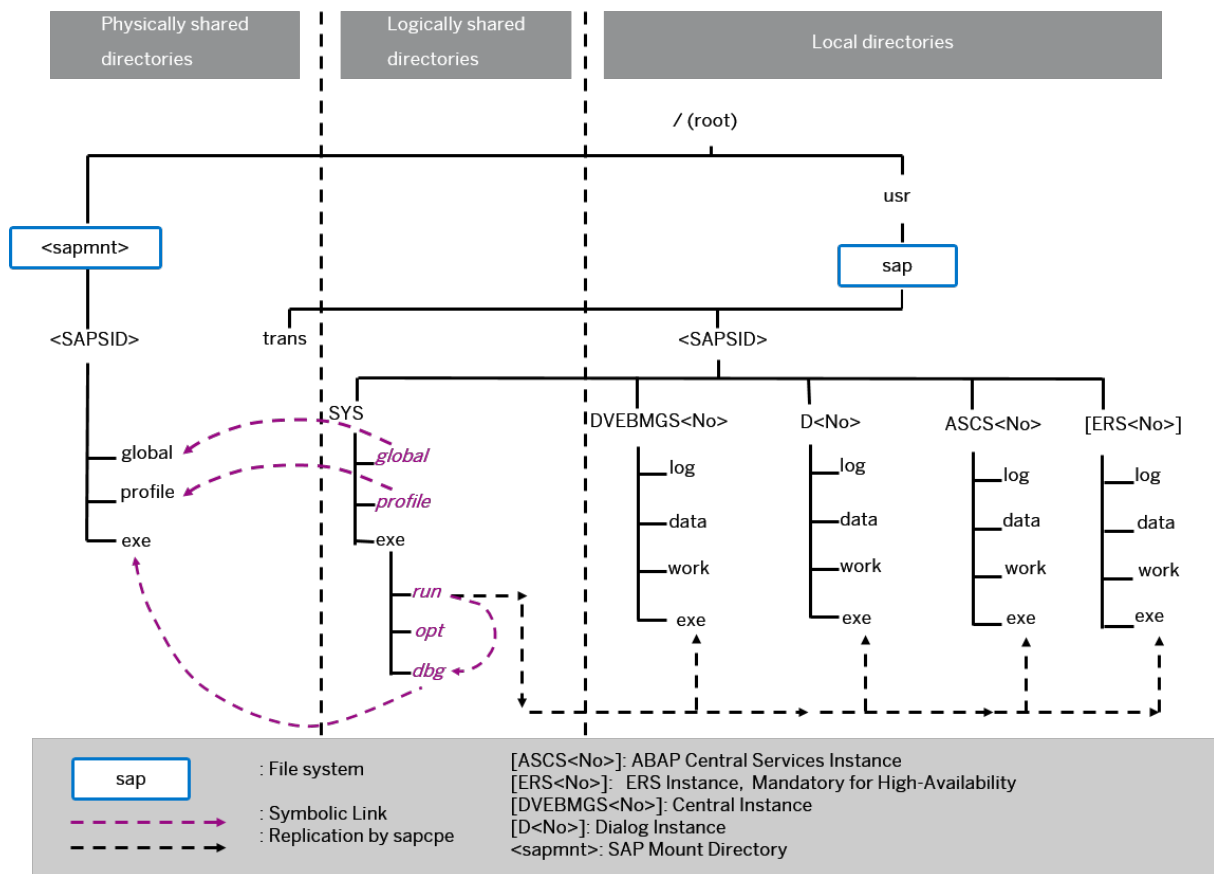 Physically shared
directories
Logically shared
directories
Local directories
/ (root)
usr
<sapmnt>
sap
<SAPSID>
trans
<SAPSID>
SYS
DVEBMGS<No>
D<No>
ASCS<No>
[ERS<No>]
global
profile
exe
global
profile
exe
run
opt
dbg
log
data
work
exe
log
data
work
exe
log
data
work
exe
log
data
work
exe
sap
: File system
: Symbolic Link
: Replication by sapcpe
[ASCS<No>]: ABAP Central Services Instance
[ERS<No>]: ERS Instance, Mandatory for High-Availability
[DVEBMGS<No>]: Central Instance
[D<No>]: Dialog Instance
<sapmnt>: SAP Mount Directory